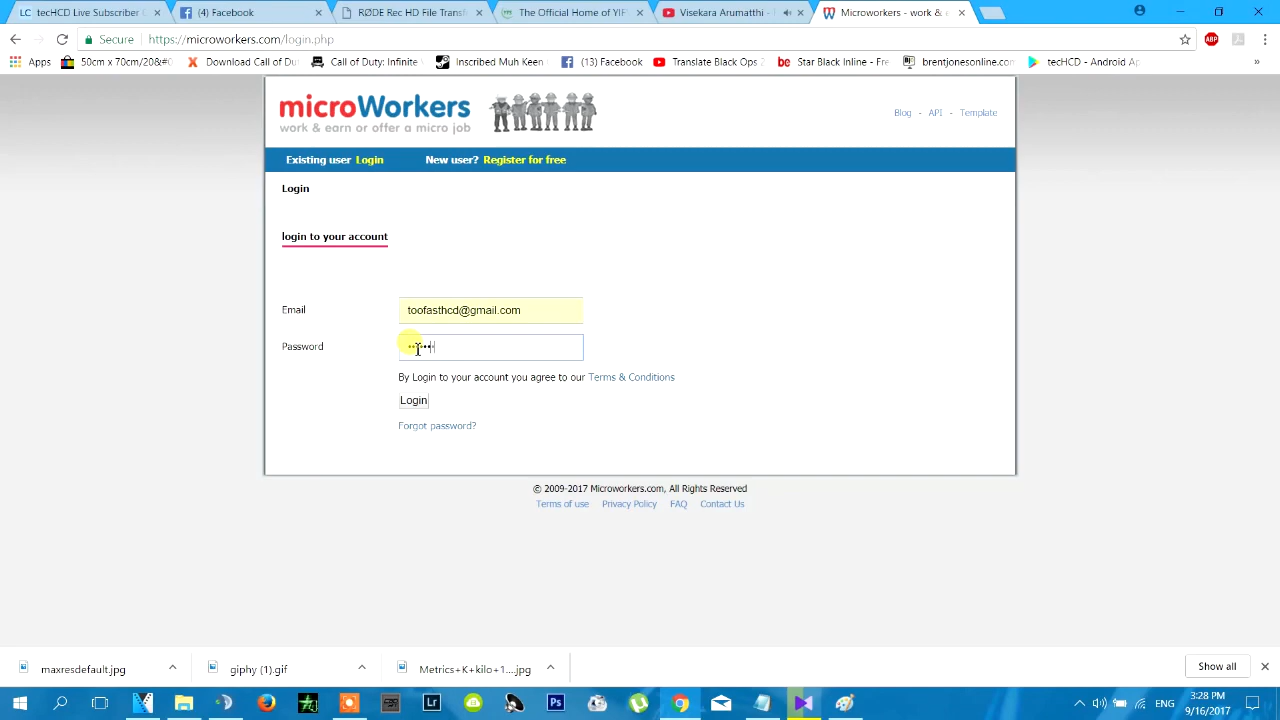 teCHCD Live Subscriber C
(4) Facebook
RØDE Rec HD File Transf
The Official Home of YIF
Visekara Arumatthi - I
Microworkers - work & e
Secure https://microworkers.com/login.php
Apps 50cm x 70cm/20&#0 Download Call of Du Call of Duty: Infinite Inscribed Muh Keen (13) Facebook Translate Black Ops 2 Star Black Inline - Fre brentjonesonline.com techHCD - Android Ap
microWorkers
work & earn or offer a micro job
Blog - API - Template
Existing user Login New user? Register for free
Login
login to your account
Email toofasthcd@gmail.com
Password
By Login to your account you agree to our Terms & Conditions
Login
Forgot password?
© 2009-2017 Microworkers.com, All Rights Reserved
Terms of use Privacy Policy FAQ Contact Us
maxresdefault.jpg giphy (1).gif Metrics+K+kilo+1....jpg Show all
Lr Ps ENG
3:28 PM
9/16/2017